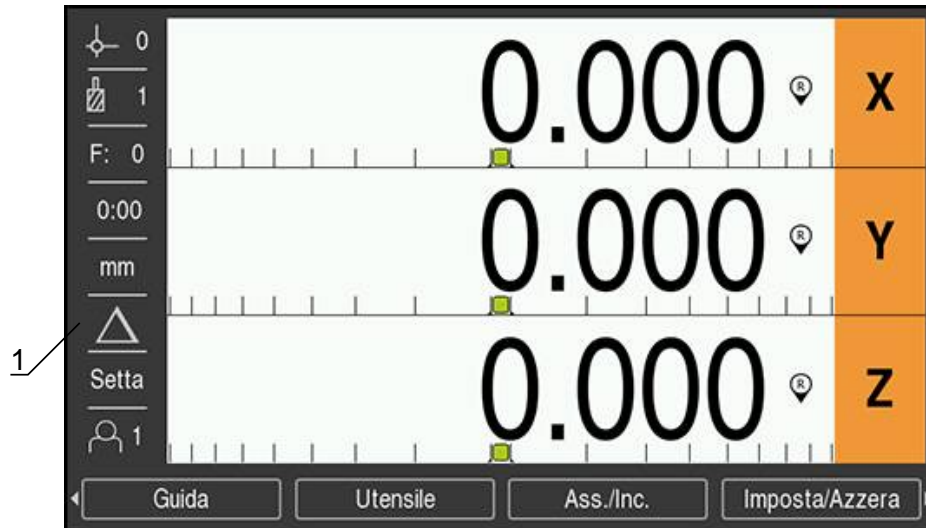 0
1
F: 0
0:00
mm
Setta
1
1
0.000 R X
0.000 R Y
0.000 R Z
Guida Utensile Ass./Inc. Imposta/Azzera